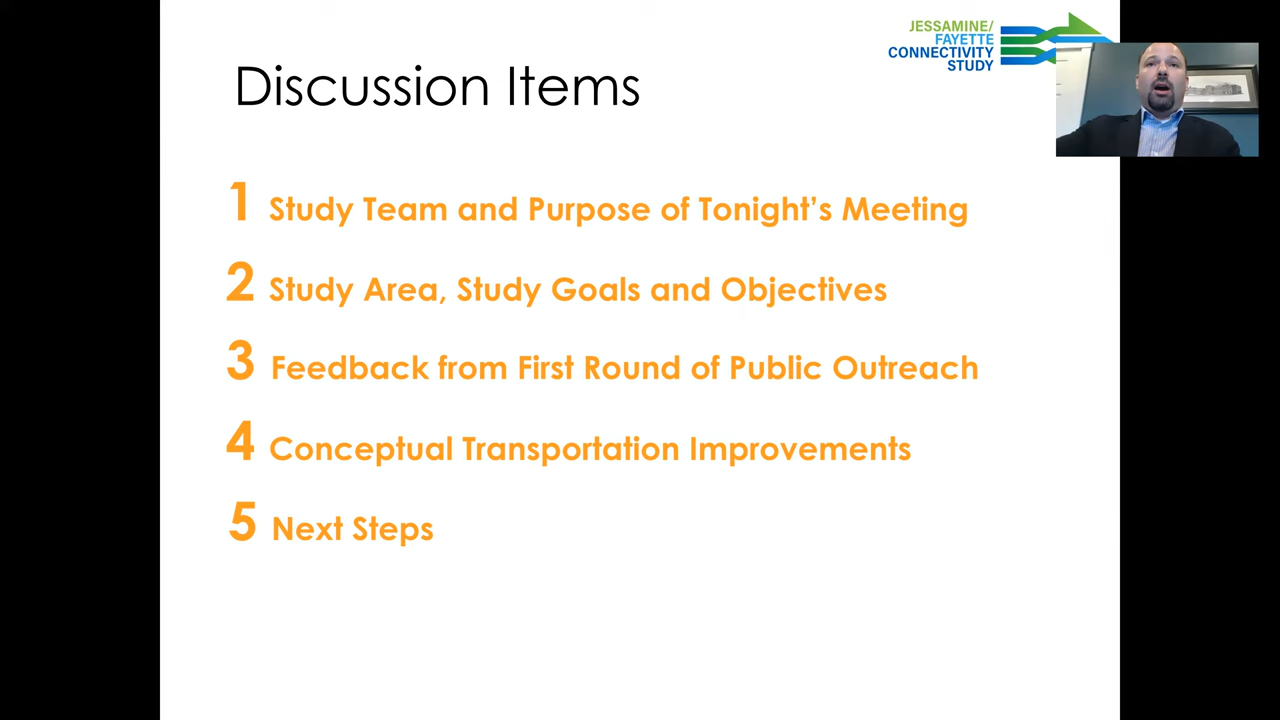 JESSAMINE/
FAYETTE
CONNECTIVITY
STUDY
Discussion Items
1 Study Team and Purpose of Tonight's Meeting
2 Study Area, Study Goals and Objectives
3 Feedback from First Round of Public Outreach
4 Conceptual Transportation Improvements
5 Next Steps